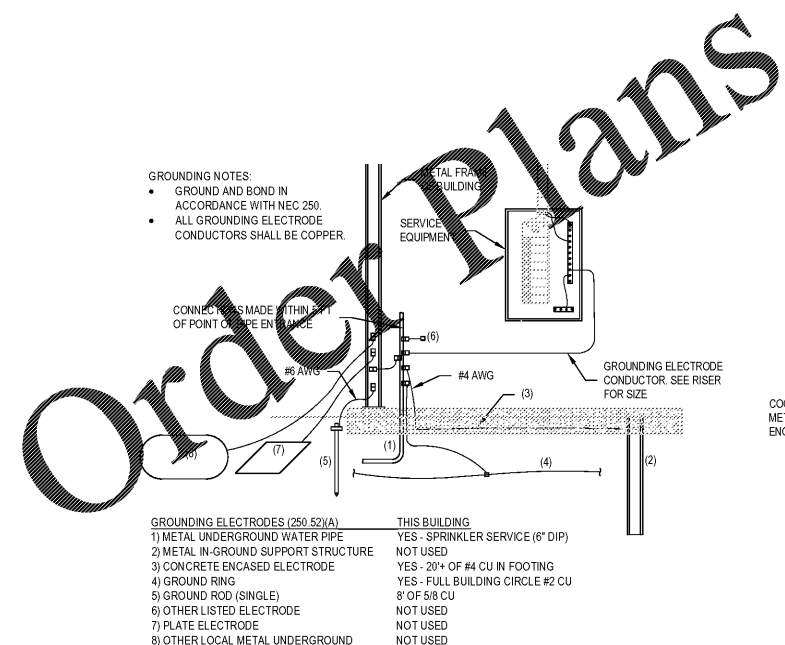 Order Plans
GROUNDING NOTES:
• GROUND AND BOND IN
ACCORDANCE WITH NEC 250.
• ALL GROUNDING ELECTRODE
CONDUCTORS SHALL BE COPPER.
METAL FRAME
BUILDING
SERVICE
EQUIPMENT
CONNECTIONS MADE WITHIN 5 FT
OF POINT OF PIPE ENTRANCE
(6)
#6 AWG
#4 AWG
GROUNDING ELECTRODE
CONDUCTOR. SEE RISER
FOR SIZE
(3)
(1)
(7)
(5)
(4)
(2)
GROUNDING ELECTRODES (250.52)(A) THIS BUILDING
1) METAL UNDERGROUND WATER PIPE YES - SPRINKLER SERVICE (6" DIP)
2) METAL IN-GROUND SUPPORT STRUCTURE NOT USED
3) CONCRETE ENCASED ELECTRODE YES - 20'+ OF #4 CU IN FOOTING
4) GROUND RING YES - FULL BUILDING CIRCLE #2 CU
5) GROUND ROD (SINGLE) 8' OF 5/8 CU
6) OTHER LISTED ELECTRODE NOT USED
7) PLATE ELECTRODE NOT USED
8) OTHER LOCAL METAL UNDERGROUND NOT USED